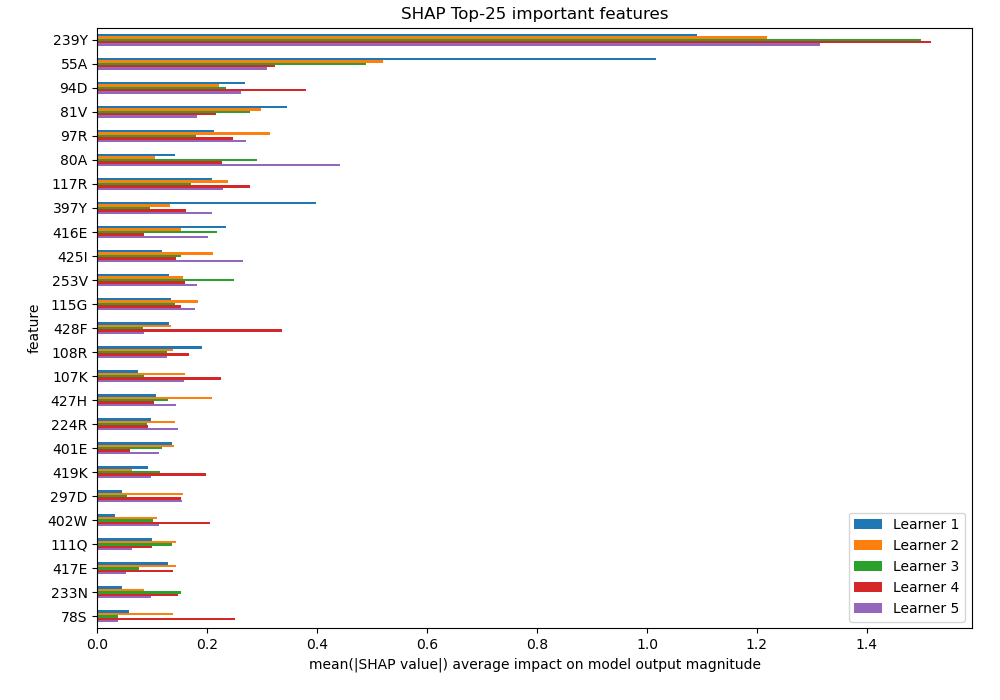 SHAP Top-25 important features
239Y
55A
94D
81V
97R
80A
117R
397Y
416E
425I
253V
115G
428F
108R
107K
427H
224R
401E
419K
297D
402W
111Q
417E
233N
78S
feature
Learner 1
Learner 2
Learner 3
Learner 4
Learner 5
0.0 0.2 0.4 0.6 0.8 1.0 1.2 1.4
mean(|SHAP value|) average impact on model output magnitude